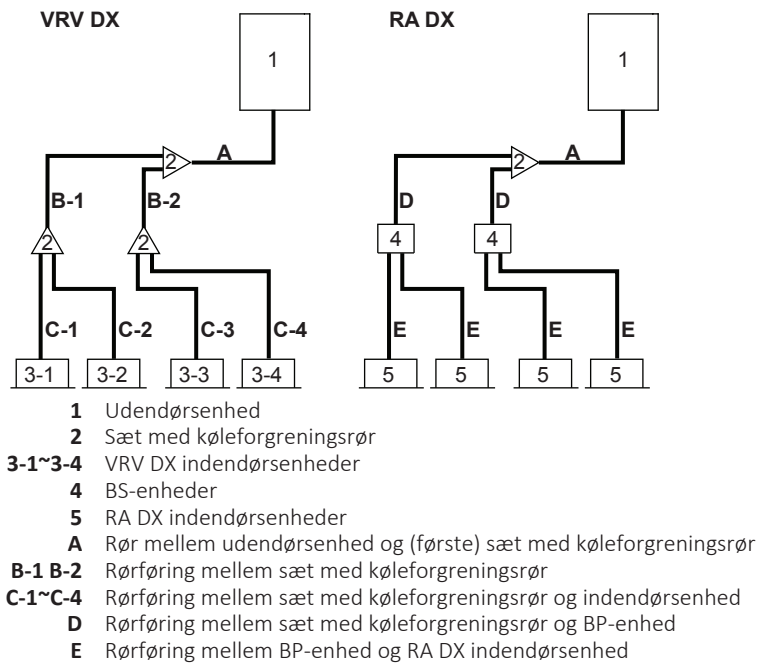 VRV DX RA DX
1 1
2 A 2 A
B-1 B-2 D D
2 2 4 4
C-1 C-2 C-3 C-4 E E E E
3-1 3-2 3-3 3-4 5 5 5 5
1 Udendørsenhed
2 Sæt med køleforgreningsrør
3-1~3-4 VRV DX indendørsenheder
4 BS-enheder
5 RA DX indendørsenheder
A Rør mellem udendørsenhed og (første) sæt med køleforgreningsrør
B-1 B-2 Rørføring mellem sæt med køleforgreningsrør
C-1~C-4 Rørføring mellem sæt med køleforgreningsrør og indendørsenhed
D Rørføring mellem sæt med køleforgreningsrør og BP-enhed
E Rørføring mellem BP-enhed og RA DX indendørsenhed